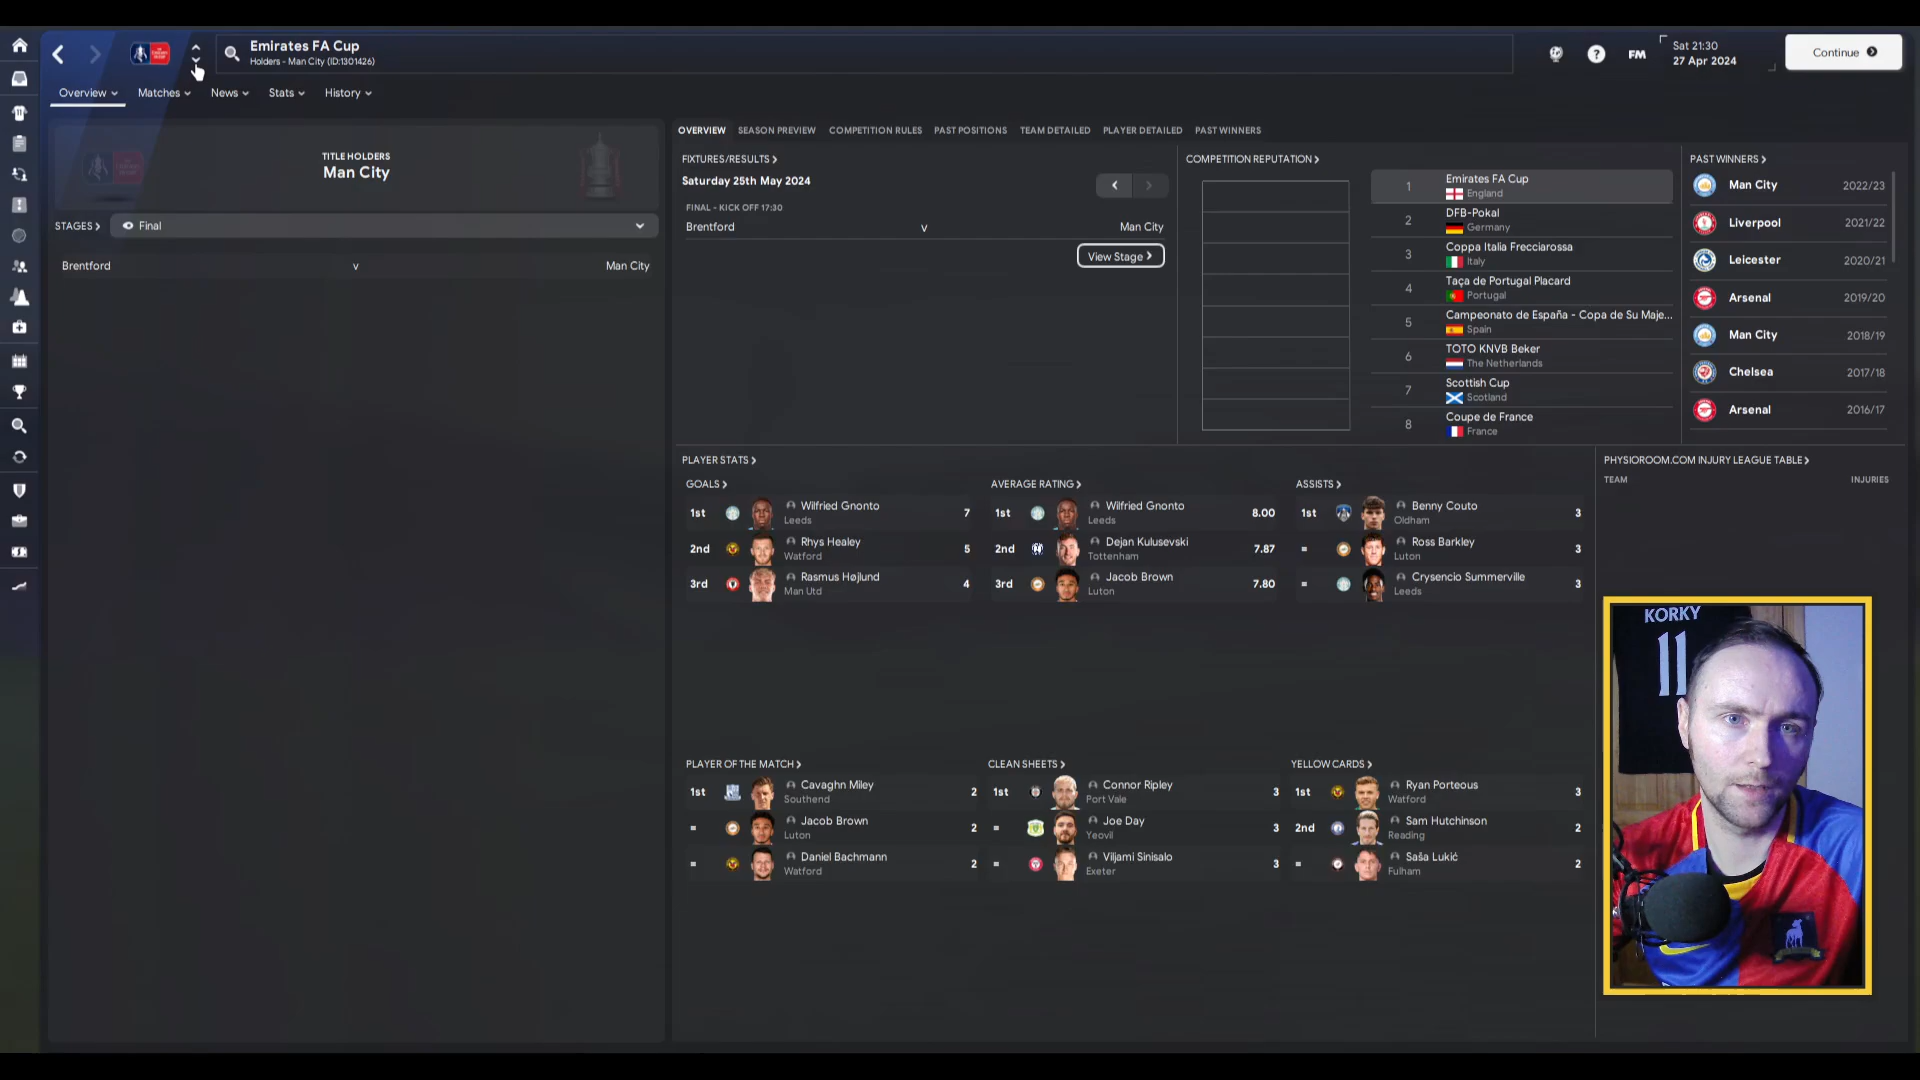 Emirates FA Cup
Holders - Man City (ID:1301426)
FM
Sat 21:30
27 Apr 2024
Continue
Overview
Matches
News
Stats
History
TITLE HOLDERS
Man City
STAGES
Final
Brentford v Man City
OVERVIEW
SEASON PREVIEW
COMPETITION RULES
PAST POSITIONS
TEAM DETAILED
PLAYER DETAILED
PAST WINNERS
FIXTURES/RESULTS
Saturday 25th May 2024
FINAL - KICK OFF 17:30
Brentford v Man City
View Stage
COMPETITION REPUTATION
1 Emirates FA Cup
England
2 DFB-Pokal
Germany
3 Coppa Italia Frecciarossa
Italy
4 Taça de Portugal Placard
Portugal
5 Campeonato de España - Copa de Su Maje...
Spain
6 TOTO KNVB Beker
The Netherlands
7 Scottish Cup
Scotland
8 Coupe de France
France
PAST WINNERS
Man City 2022/23
Liverpool 2021/22
Leicester 2020/21
Arsenal 2019/20
Man City 2018/19
Chelsea 2017/18
Arsenal 2016/17
PLAYER STATS
GOALS
1st Wilfried Gnonto 7
Leeds
2nd Rhys Healey 5
Watford
3rd Rasmus Højlund 4
Man Utd
AVERAGE RATING
1st Wilfried Gnonto 8.00
Leeds
2nd Dejan Kulusevski 7.87
Tottenham
3rd Jacob Brown 7.80
Luton
ASSISTS
1st Benny Couto 3
Oldham
= Ross Barkley 3
Luton
= Crysencio Summerville 3
Leeds
PLAYER OF THE MATCH
1st Cavaghn Miley 2
Southend
= Jacob Brown 2
Luton
= Daniel Bachmann 2
Watford
CLEAN SHEETS
1st Connor Ripley 3
Port Vale
= Joe Day 3
Yeovil
= Viljami Sinisalo 3
Exeter
YELLOW CARDS
1st Ryan Porteous 3
Watford
2nd Sam Hutchinson 2
Reading
= Saša Lukić 2
Fulham
PHYSIOROOM.COM INJURY LEAGUE TABLE
TEAM INJURIES
KORKY
11